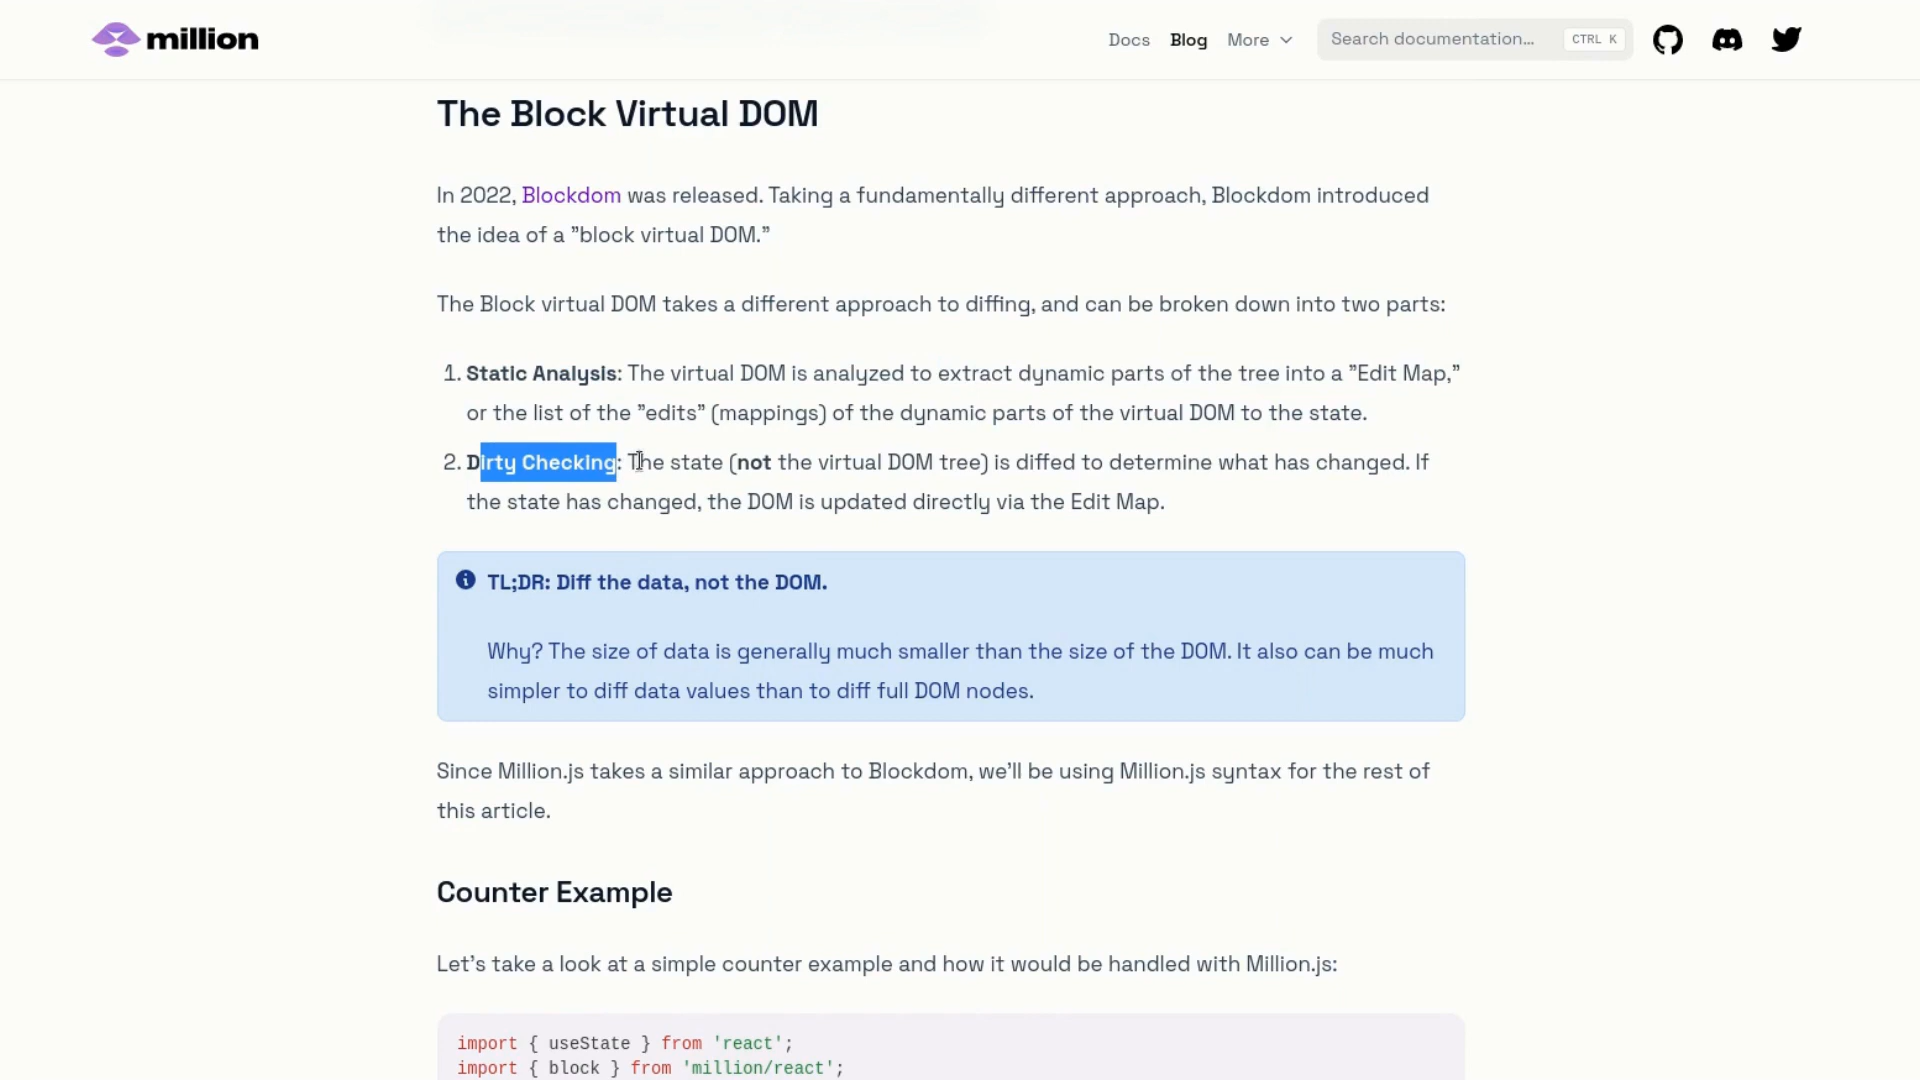 million
Docs Blog More Search documentation... CTRL K
The Block Virtual DOM
In 2022, Blockdom was released. Taking a fundamentally different approach, Blockdom introduced
the idea of a "block virtual DOM."
The Block virtual DOM takes a different approach to diffing, and can be broken down into two parts:
1. Static Analysis: The virtual DOM is analyzed to extract dynamic parts of the tree into a "Edit Map,"
or the list of the "edits" (mappings) of the dynamic parts of the virtual DOM to the state.
2. Dirty Checking: The state (not the virtual DOM tree) is diffed to determine what has changed. If
the state has changed, the DOM is updated directly via the Edit Map.
TL;DR: Diff the data, not the DOM.
Why? The size of data is generally much smaller than the size of the DOM. It also can be much
simpler to diff data values than to diff full DOM nodes.
Since Million.js takes a similar approach to Blockdom, we'll be using Million.js syntax for the rest of
this article.
Counter Example
Let's take a look at a simple counter example and how it would be handled with Million.js:
import { useState } from 'react';
import { block } from 'million/react';